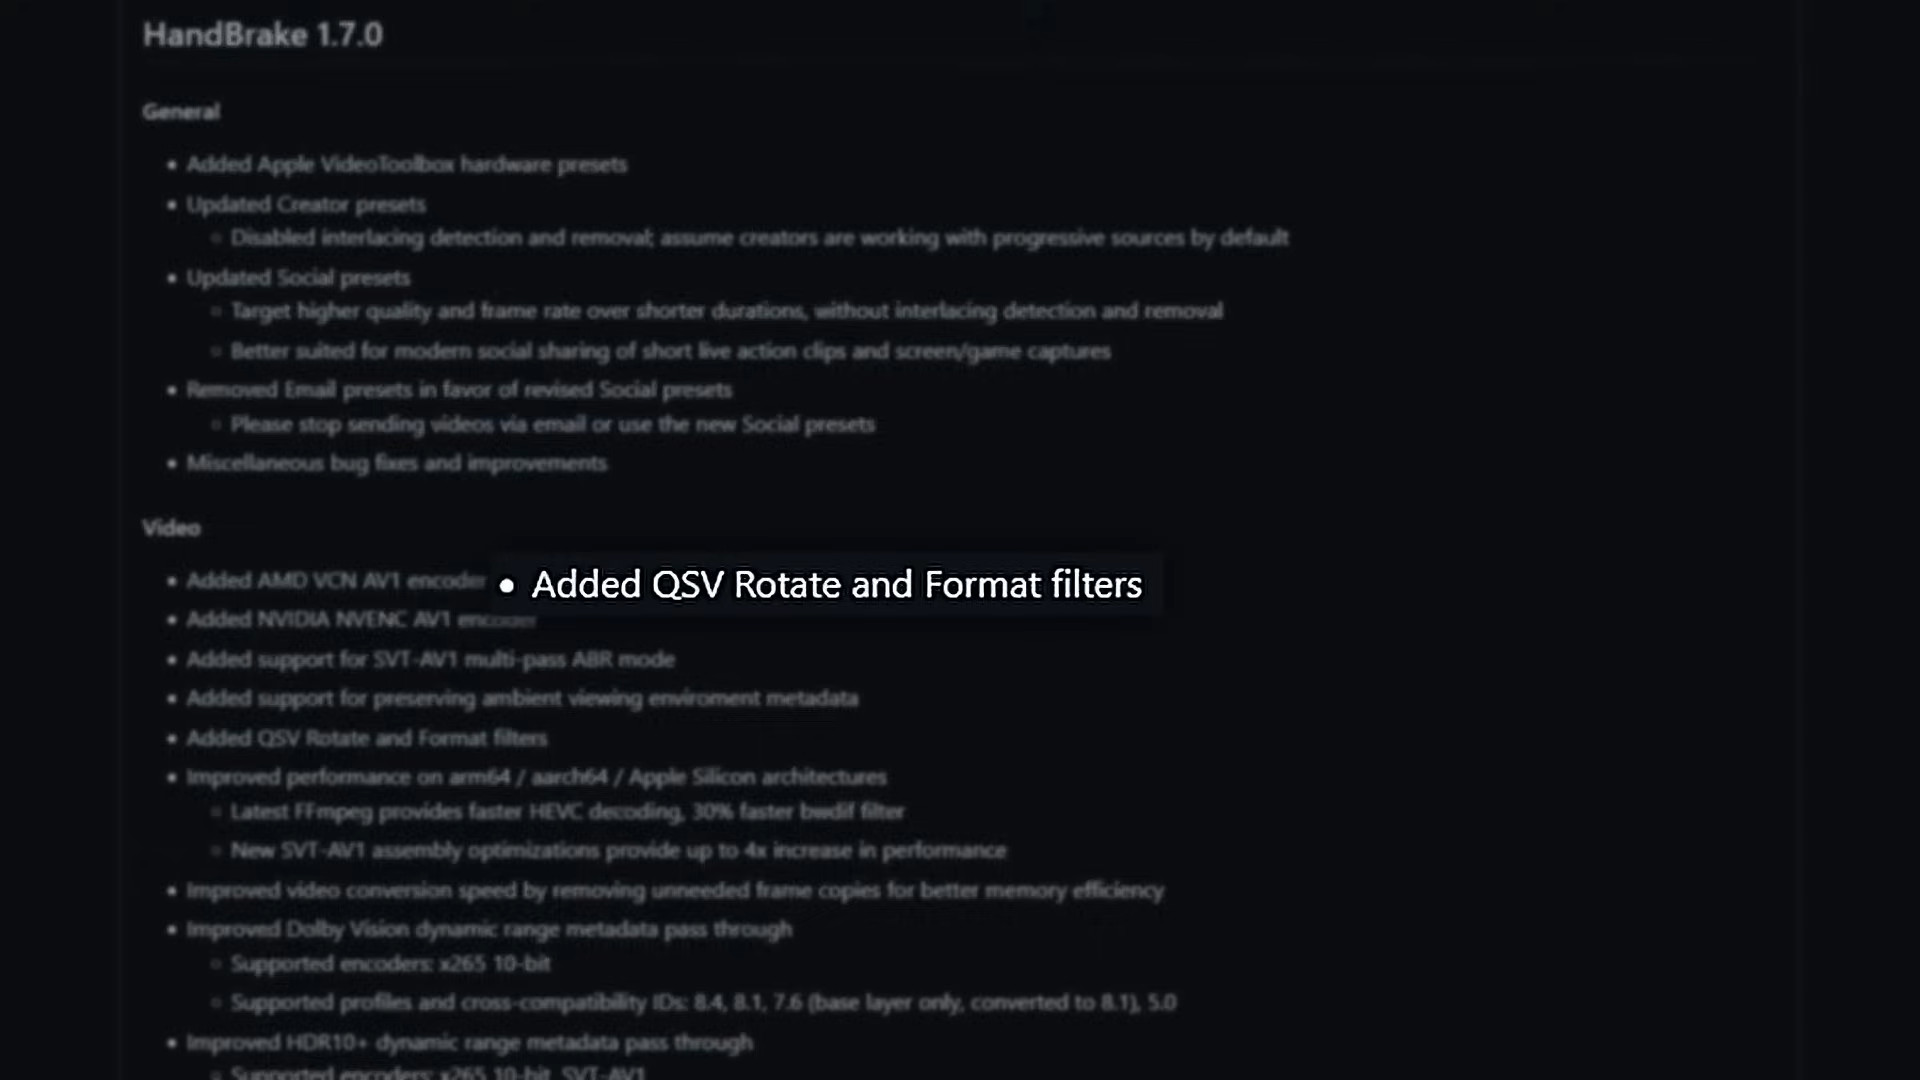 HandBrake 1.7.0
General
• Added Apple VideoToolbox hardware presets
• Updated Creator presets
◦ Disabled interlacing detection and removal; assume creators are working with progressive sources by default
• Updated Social presets
◦ Target higher quality and frame rate over shorter durations, without interlacing detection and removal
◦ Better suited for modern social sharing of short live action clips and screen/game captures
• Removed Email presets in favor of revised Social presets
◦ Please stop sending videos via email or use the new Social presets
• Miscellaneous bug fixes and improvements
Video
• Added AMD VCN AV1 encoder
• Added QSV Rotate and Format filters
• Added NVIDIA NVENC AV1 encoder
• Added support for SVT-AV1 multi-pass ABR mode
• Added support for preserving ambient viewing enviroment metadata
• Added QSV Rotate and Format filters
• Improved performance on arm64 / aarch64 / Apple Silicon architectures
◦ Latest FFmpeg provides faster HEVC decoding, 30% faster bwdif filter
◦ New SVT-AV1 assembly optimizations provide up to 4x increase in performance
• Improved video conversion speed by removing unneeded frame copies for better memory efficiency
• Improved Dolby Vision dynamic range metadata pass through
◦ Supported encoders: x265 10-bit
◦ Supported profiles and cross-compatibility IDs: 8.4, 8.1, 7.6 (base layer only, converted to 8.1), 5.0
• Improved HDR10+ dynamic range metadata pass through
◦ Supported encoders: x265 10-bit, SVT-AV1